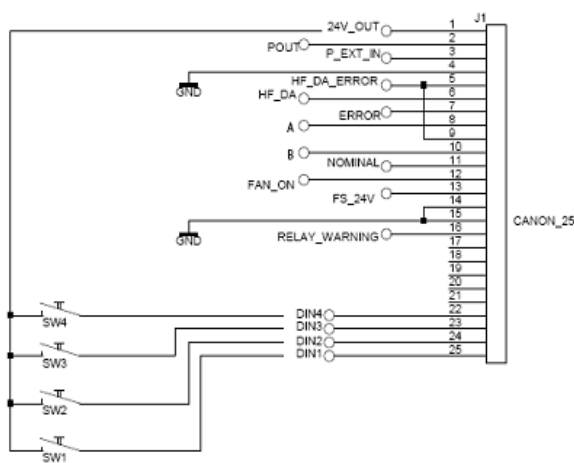 J1
24V_OUT 1
POUT 2
P_EXT_IN 3
4
GND
HF_DA_ERROR 5
HF_DA 6
ERROR 7
A 8
9
B 10
NOMINAL 11
FAN_ON 12
FS_24V 13
14
GND 15
CANON_25
RELAY_WARNING 16
17
18
19
20
21
DIN4 22
SW4
DIN3 23
DIN2 24
DIN1 25
SW3
SW2
SW1